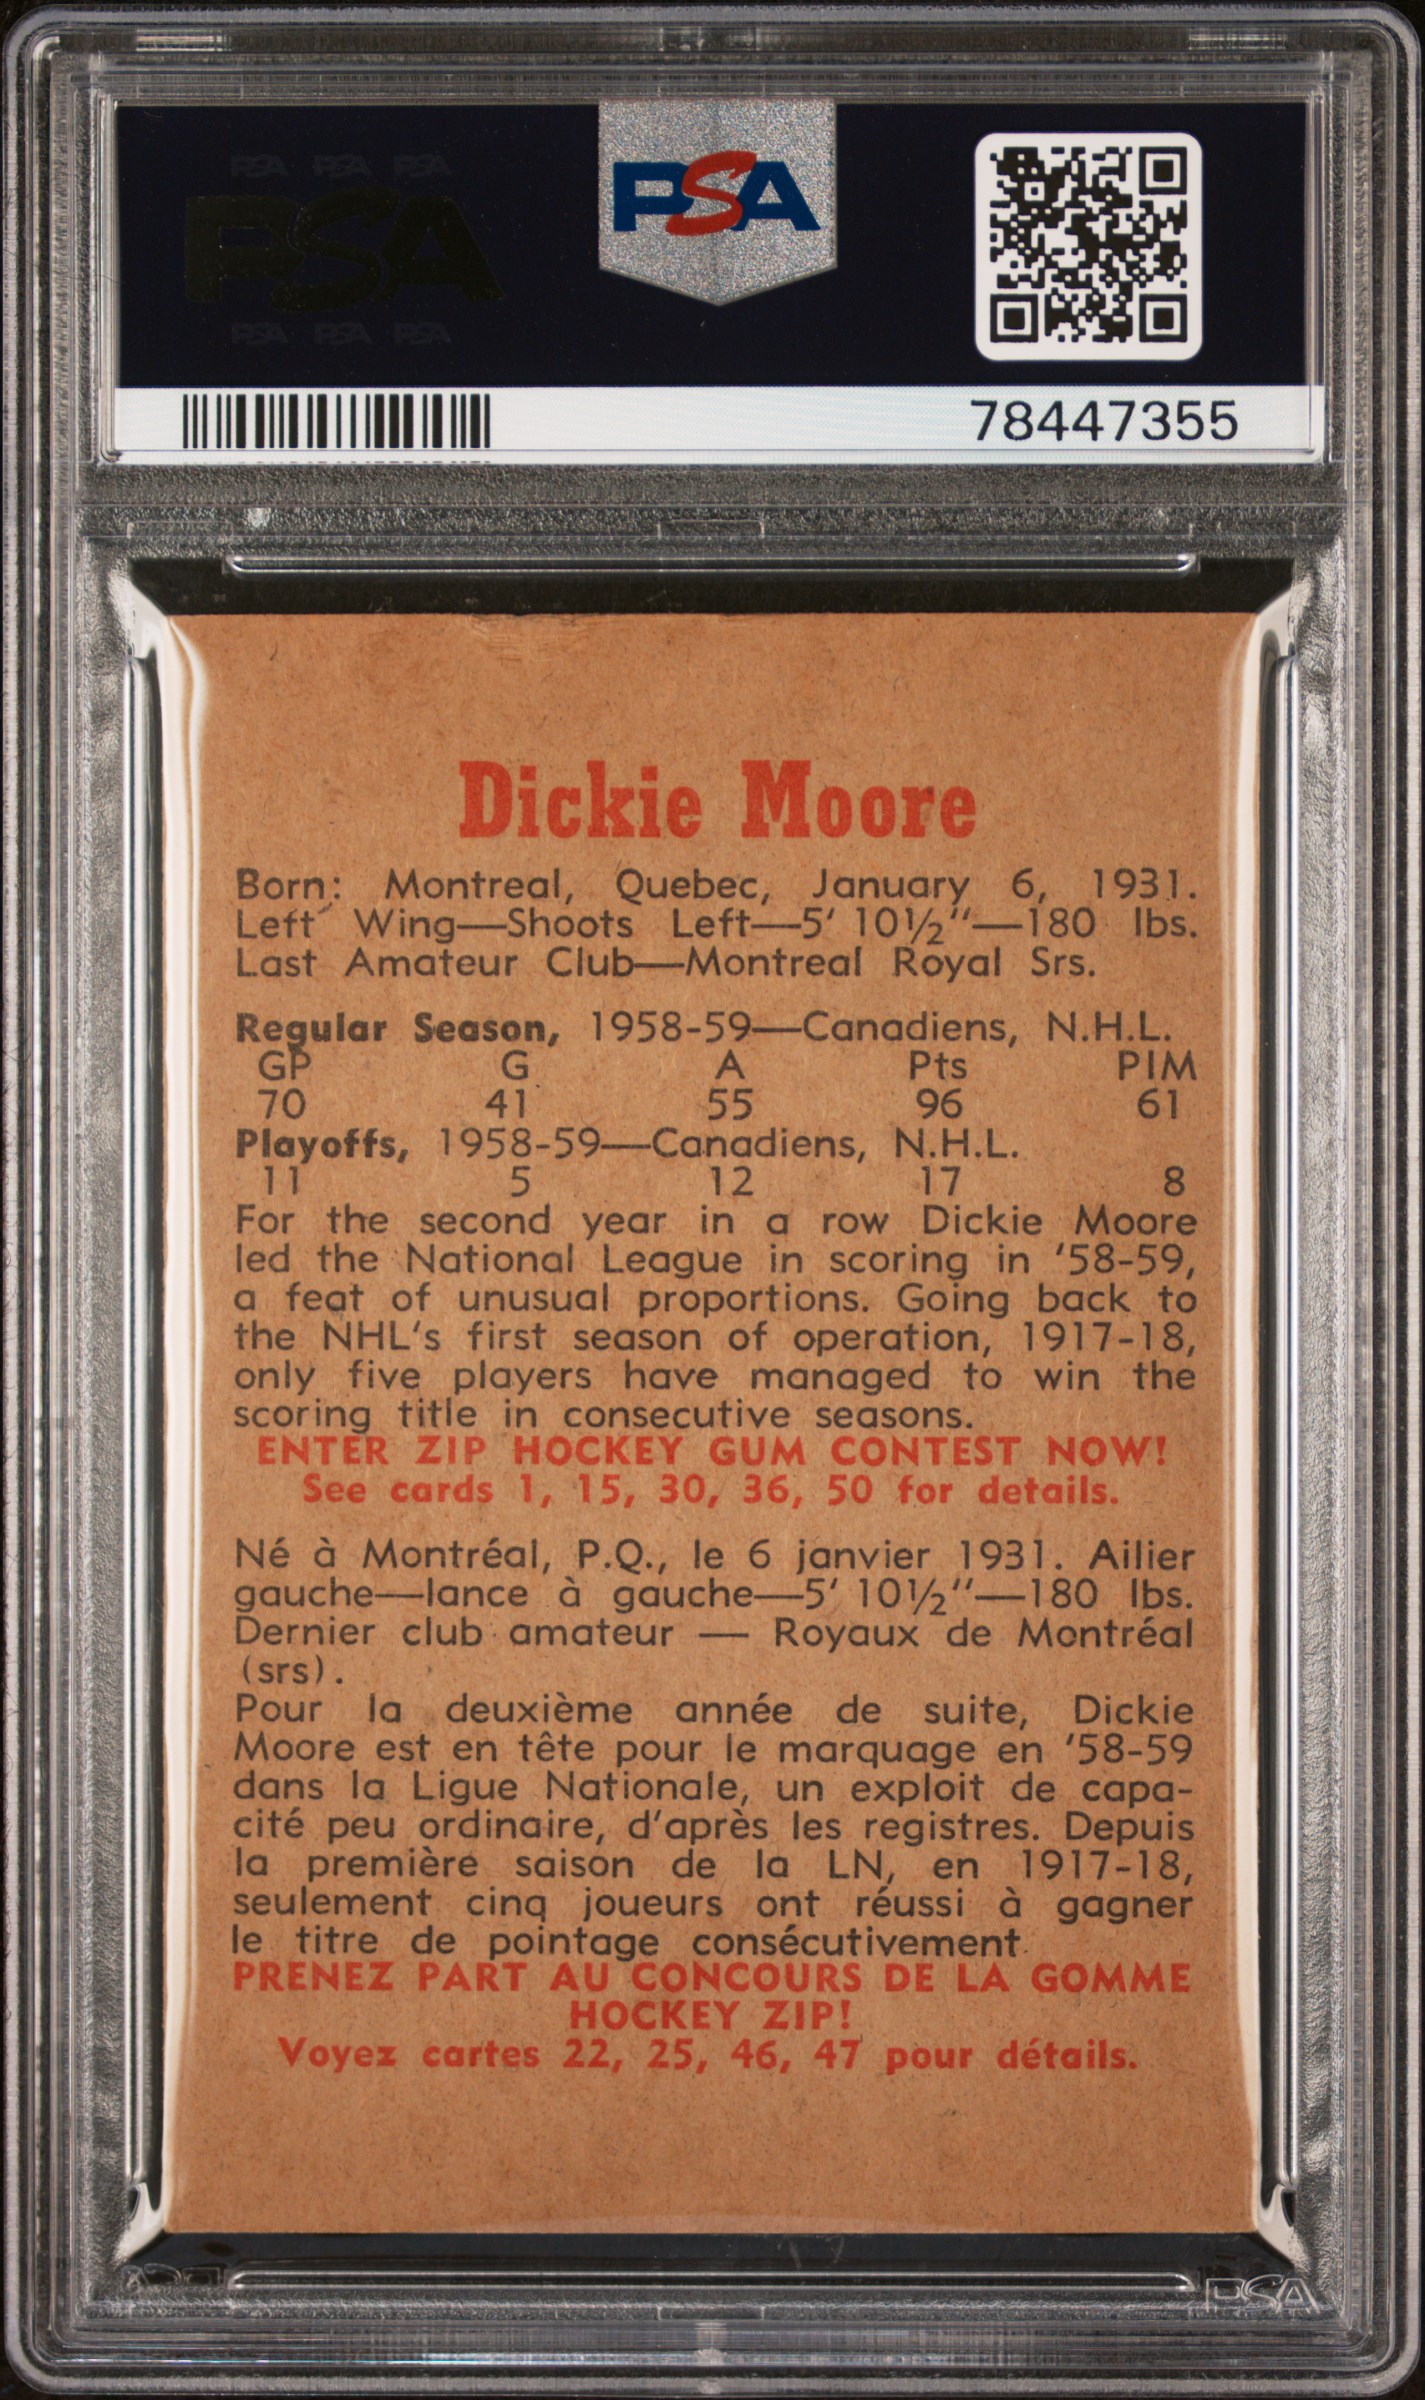 PSA PSA PSA
PSA
PSA PSA PSA
PSA
78447355
Dickie Moore
Born: Montreal, Quebec, January 6, 1931.
Left Wing—Shoots Left—5' 10½"—180 lbs.
Last Amateur Club—Montreal Royal Srs.
Regular Season, 1958-59—Canadiens, N.H.L.
GP G A Pts PIM
70 41 55 96 61
Playoffs, 1958-59—Canadiens, N.H.L.
11 5 12 17 8
For the second year in a row Dickie Moore
led the National League in scoring in '58-59,
a feat of unusual proportions. Going back to
the NHL's first season of operation, 1917-18,
only five players have managed to win the
scoring title in consecutive seasons.
ENTER ZIP HOCKEY GUM CONTEST NOW!
See cards 1, 15, 30, 36, 50 for details.
Né à Montréal, P.Q., le 6 janvier 1931. Ailier
gauche—lance à gauche—5' 10½"—180 lbs.
Dernier club amateur — Royaux de Montréal
(srs).
Pour la deuxième année de suite, Dickie
Moore est en tête pour le marquage en '58-59
dans la Ligue Nationale, un exploit de capa-
cité peu ordinaire, d'après les registres. Depuis
la première saison de la LN, en 1917-18,
seulement cinq joueurs ont réussi à gagner
le titre de pointage consécutivement.
PRENEZ PART AU CONCOURS DE LA GOMME
HOCKEY ZIP!
Voyez cartes 22, 25, 46, 47 pour détails.
PSA